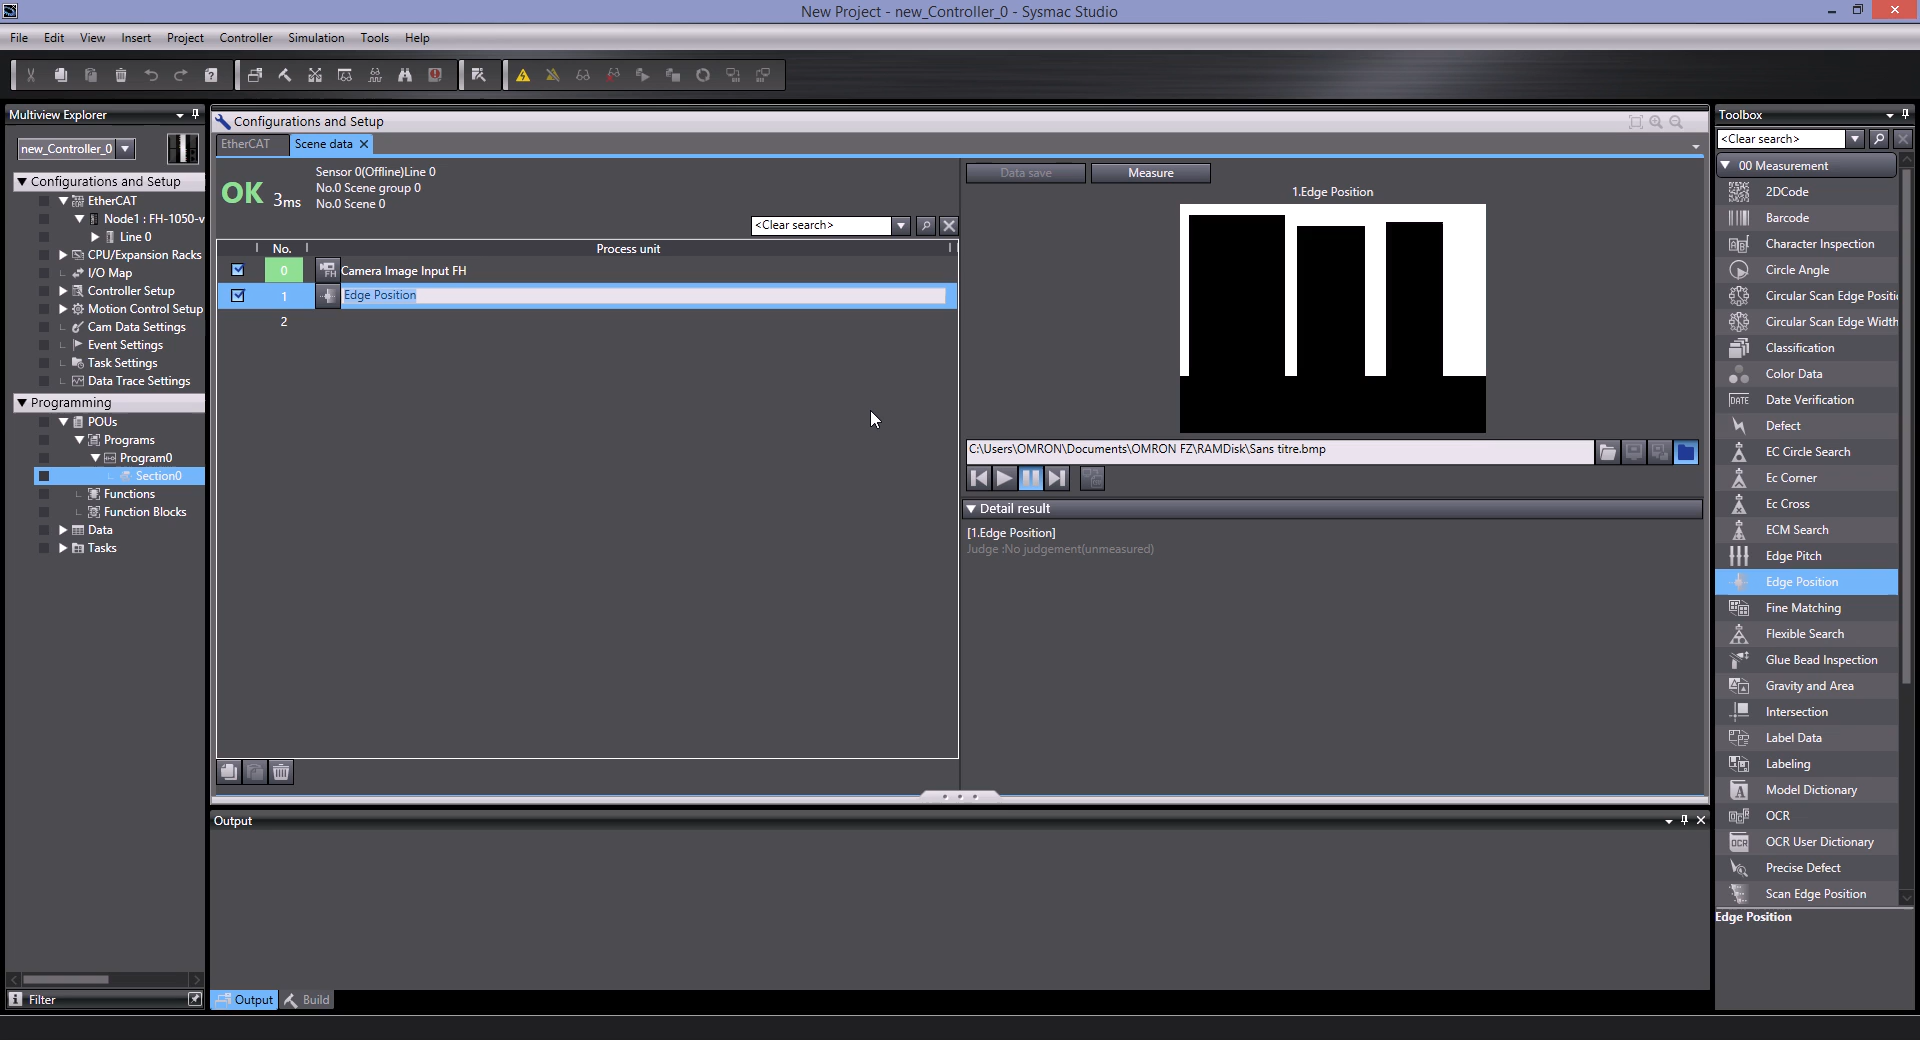 New Project - new_Controller_0 - Sysmac Studio
File Edit View Insert Project Controller Simulation Tools Help
Multiview Explorer
new_Controller_0
Configurations and Setup
EtherCAT
Node1 : FH-1050-v
Line 0
CPU/Expansion Racks
I/O Map
Controller Setup
Motion Control Setup
Cam Data Settings
Event Settings
Task Settings
Data Trace Settings
Programming
POUs
Programs
Program0
Section0
Functions
Function Blocks
Data
Tasks
Filter
Configurations and Setup
EtherCAT
Scene data
OK 3ms
Sensor 0(Offline)Line 0
No.0 Scene group 0
No.0 Scene 0
<Clear search>
No. Process unit
0 Camera Image Input FH
1 Edge Position
2
Data save
Measure
1.Edge Position
C:\Users\OMRON\Documents\OMRON FZ\RAMDisk\Sans titre.bmp
Detail result
[1.Edge Position]
Judge :No judgement(unmeasured)
Output
Output
Build
Toolbox
<Clear search>
00 Measurement
2DCode
Barcode
Character Inspection
Circle Angle
Circular Scan Edge Positic
Circular Scan Edge Width
Classification
Color Data
Date Verification
Defect
EC Circle Search
Ec Corner
Ec Cross
ECM Search
Edge Pitch
Edge Position
Fine Matching
Flexible Search
Glue Bead Inspection
Gravity and Area
Intersection
Label Data
Labeling
Model Dictionary
OCR
OCR User Dictionary
Precise Defect
Scan Edge Position
Edge Position